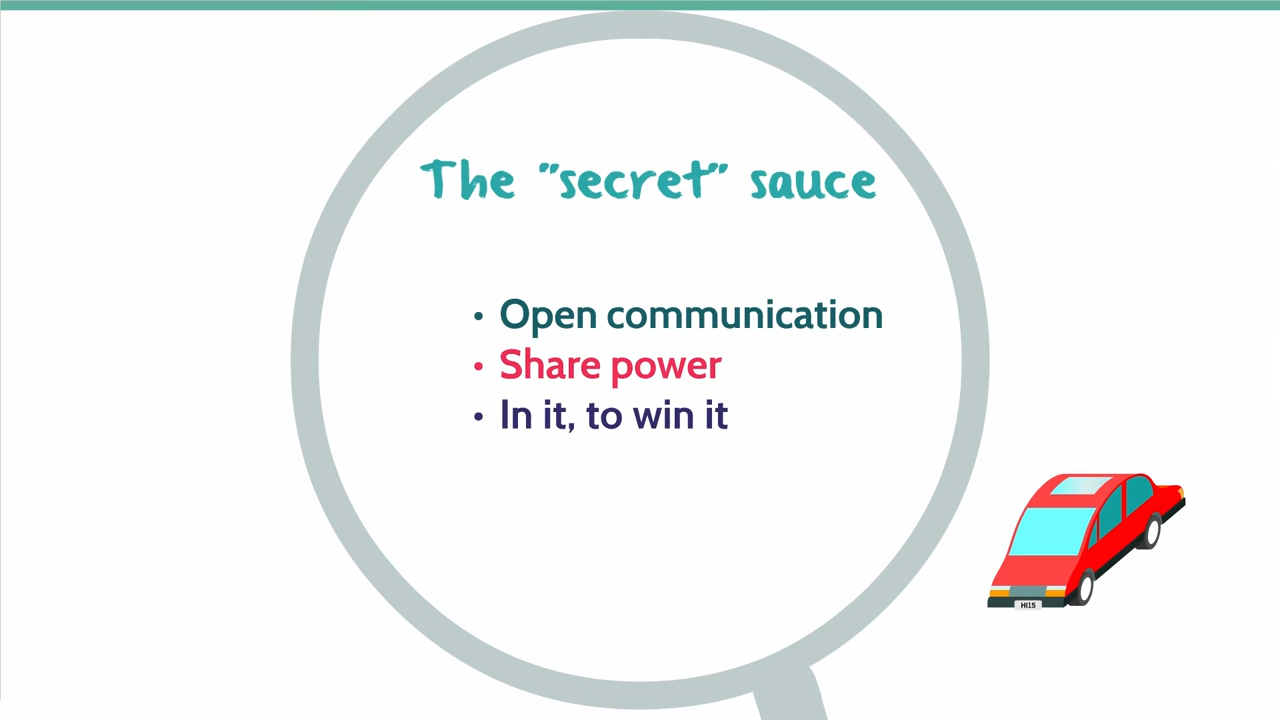 The "secret" sauce
• Open communication
• Share power
• In it, to win it
HI15